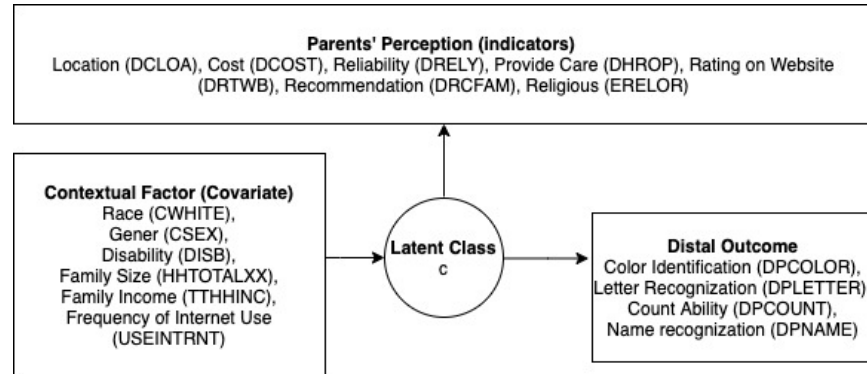 Parents' Perception (indicators)
Location (DCLOA), Cost (DCOST), Reliability (DRELY), Provide Care (DHROP), Rating on Website
(DRTWB), Recommendation (DRCFAM), Religious (ERELOR)
Contextual Factor (Covariate)
Race (CWHITE),
Gener (CSEX),
Disability (DISB),
Family Size (HHTOTALXX),
Family Income (TTHHINC),
Frequency of Internet Use
(USEINTRNT)
Latent Class
c
Distal Outcome
Color Identification (DPCOLOR),
Letter Recognization (DPLETTER)
Count Ability (DPCOUNT),
Name recognization (DPNAME)